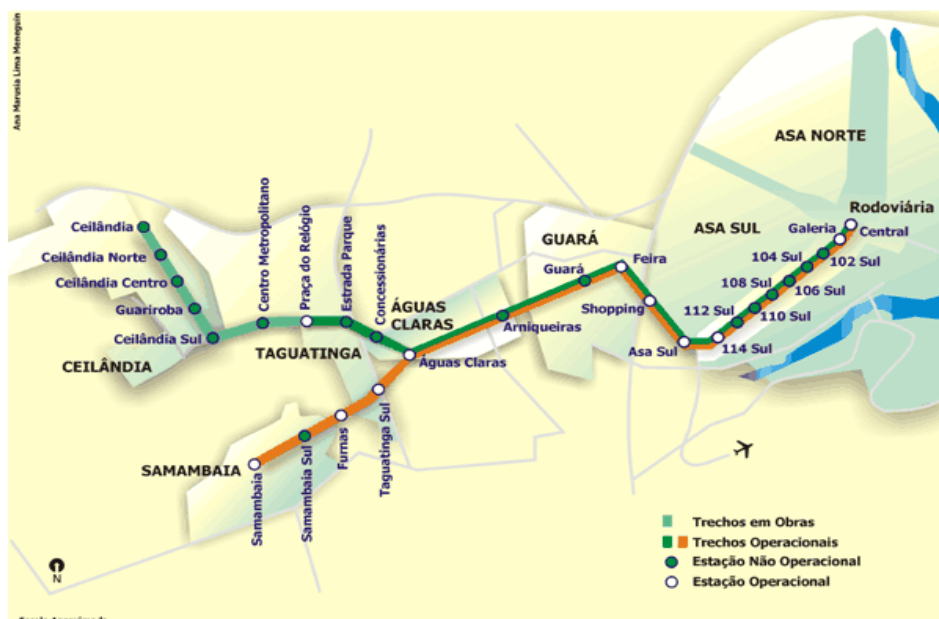 Ana Marusia Lima Meneguin
ASA NORTE
Rodoviária
Central
Galeria
ASA SUL
104 Sul
102 Sul
108 Sul
106 Sul
112 Sul
110 Sul
114 Sul
Asa Sul
Shopping
Feira
GUARÁ
Guará
Arniqueiras
ÁGUAS
CLARAS
Águas Claras
Concessionárias
Estrada Parque
Praça do Relógio
Centro Metropolitano
TAGUATINGA
Ceilândia
Ceilândia Norte
Ceilândia Centro
Guariroba
Ceilândia Sul
CEILÂNDIA
SAMAMBAIA
Samambaia
Samambaia Sul
Furnas
Taguatinga Sul
Trechos em Obras
Trechos Operacionais
Estação Não Operacional
Estação Operacional
N